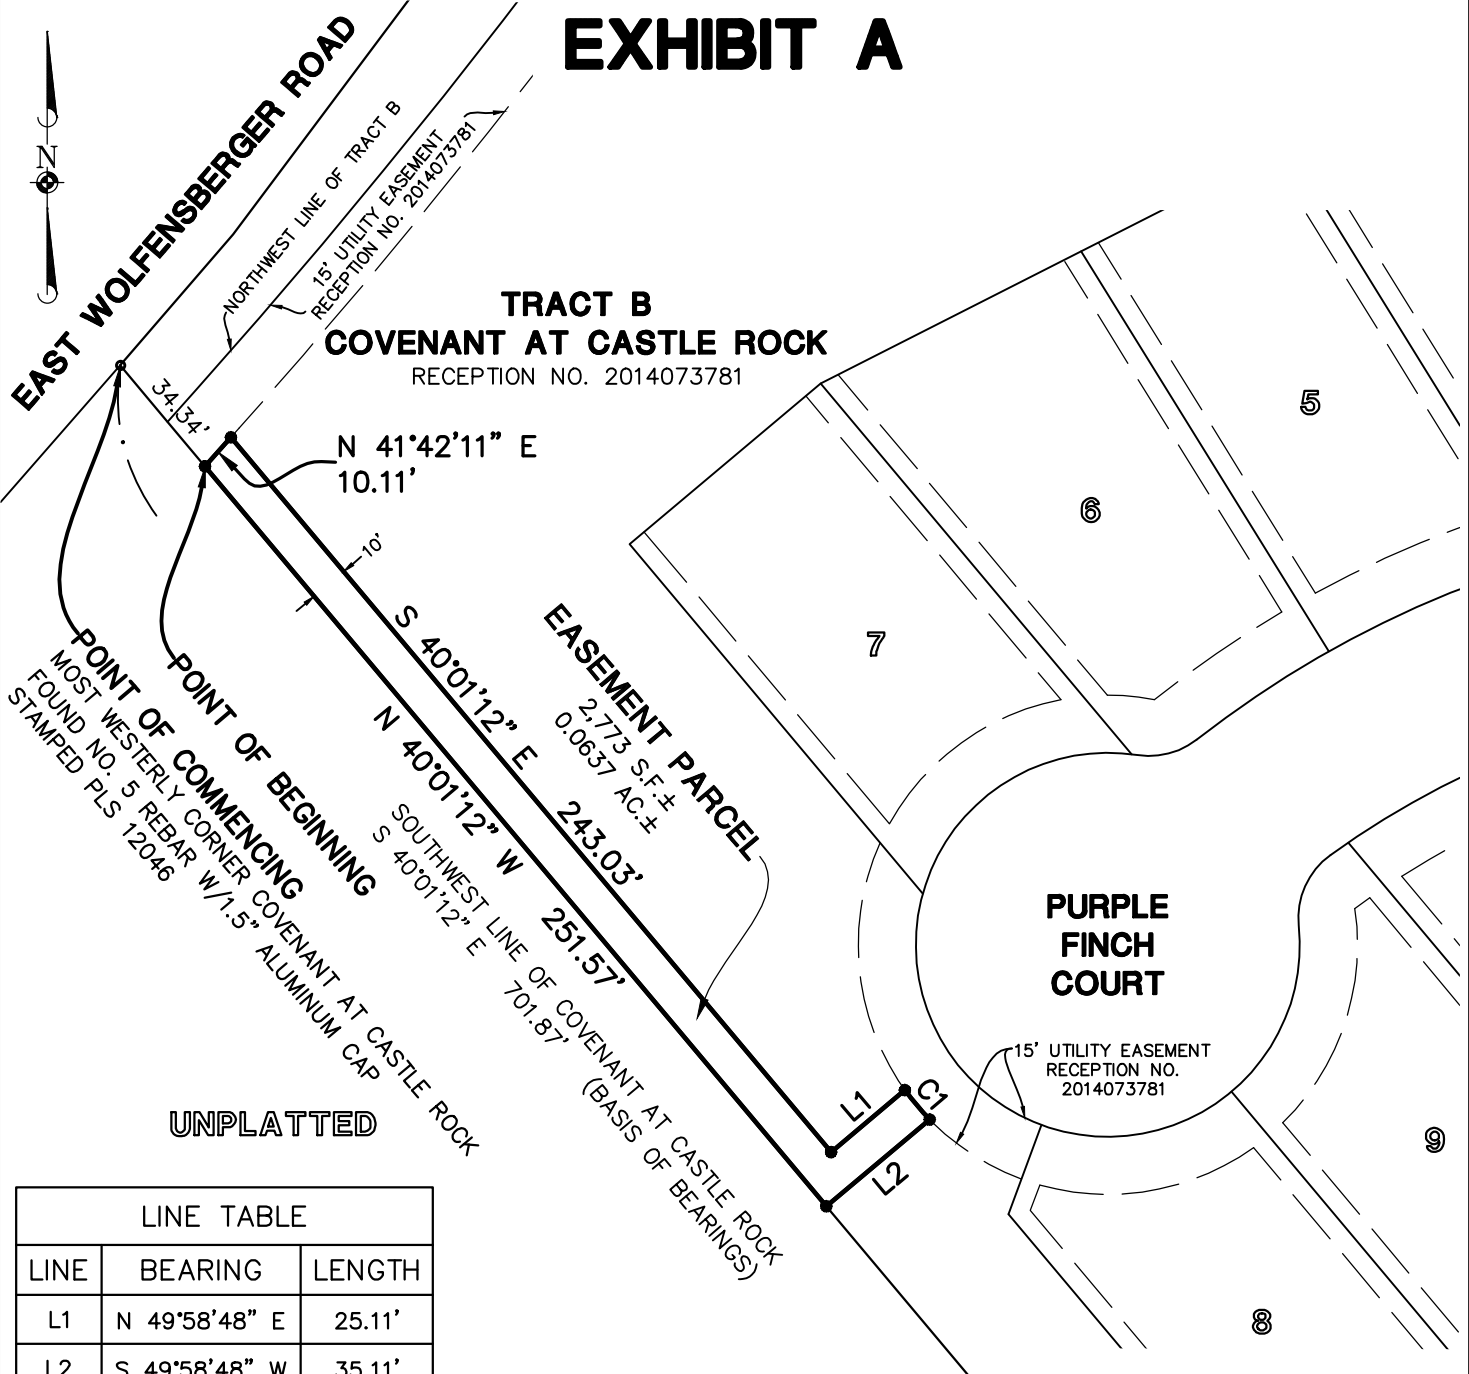 EXHIBIT A
N
EAST WOLFENSBERGER ROAD
NORTHWEST LINE OF TRACT B
15' UTILITY EASEMENT
RECEPTION NO. 2014073781
TRACT B
COVENANT AT CASTLE ROCK
RECEPTION NO. 2014073781
34.34'
N 41°42'11" E
10.11'
10'
5
6
7
S 40°01'12" E 243.03'
N 40°01'12" W 251.57'
EASEMENT PARCEL
2,773 S.F.±
0.0637 AC.±
POINT OF COMMENCING
MOST WESTERLY CORNER COVENANT AT CASTLE ROCK
FOUND NO. 5 REBAR W/1.5" ALUMINUM CAP
STAMPED PLS 12046
POINT OF BEGINNING
SOUTHWEST LINE OF COVENANT AT CASTLE ROCK
S 40°01'12" E 701.87'
(BASIS OF BEARINGS)
PURPLE
FINCH
COURT
15' UTILITY EASEMENT
RECEPTION NO.
2014073781
L1
C1
L2
9
8
UNPLATTED
LINE TABLE
LINE BEARING LENGTH
L1 N 49°58'48" E 25.11'
L2 S 49°58'48" W 35.11'